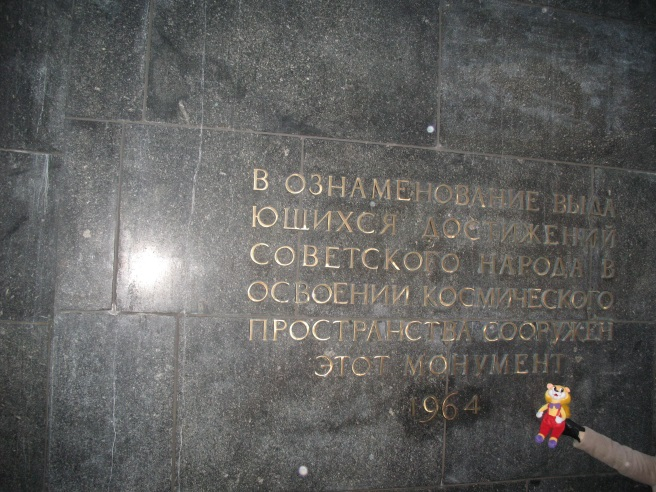 В ОЗНАМЕНОВАНИЕ ВЫДА
ЮЩИХСЯ ДОСТИЖЕНИЙ
СОВЕТСКОГО НАРОДА В
ОСВОЕНИИ КОСМИЧЕСКОГО
ПРОСТРАНСТВА СООРУЖЕН
ЭТОТ МОНУМЕНТ
1964